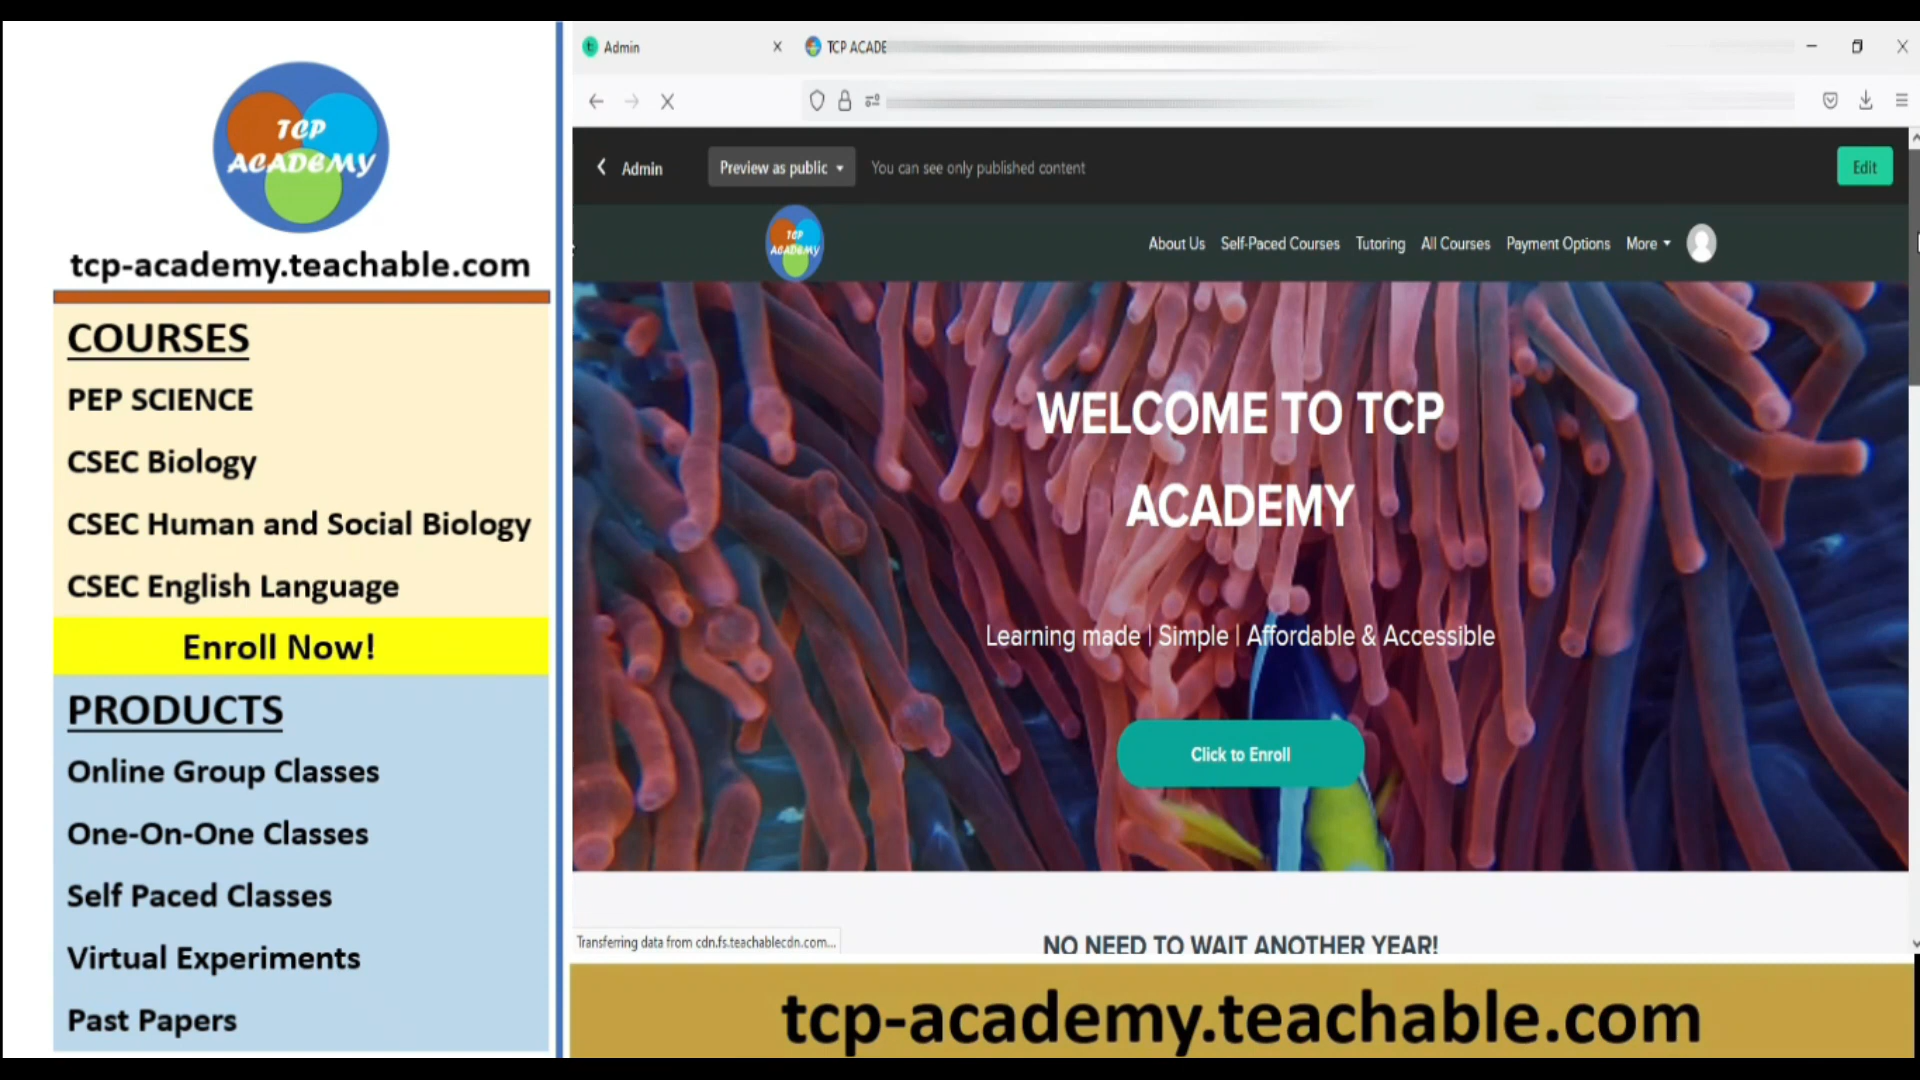 TCP
ACADEMY
tcp-academy.teachable.com
COURSES
PEP SCIENCE
CSEC Biology
CSEC Human and Social Biology
CSEC English Language
Enroll Now!
PRODUCTS
Online Group Classes
One-On-One Classes
Self Paced Classes
Virtual Experiments
Past Papers
Admin
TCP ACADE
Admin
Preview as public
You can see only published content
Edit
TCP
ACADEMY
About Us Self-Paced Courses Tutoring All Courses Payment Options More
WELCOME TO TCP
ACADEMY
Learning made | Simple | Affordable & Accessible
Click to Enroll
Transferring data from cdn.fs.teachablecdn.com...
NO NEED TO WAIT ANOTHER YEAR!
tcp-academy.teachable.com